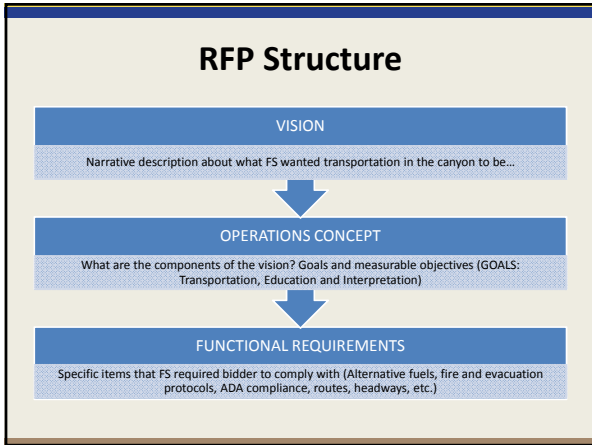 RFP Structure
VISION
Narrative description about what FS wanted transportation in the canyon to be…
OPERATIONS CONCEPT
What are the components of the vision? Goals and measurable objectives (GOALS:
Transportation, Education and Interpretation)
FUNCTIONAL REQUIREMENTS
Specific items that FS required bidder to comply with (Alternative fuels, fire and evacuation
protocols, ADA compliance, routes, headways, etc.)